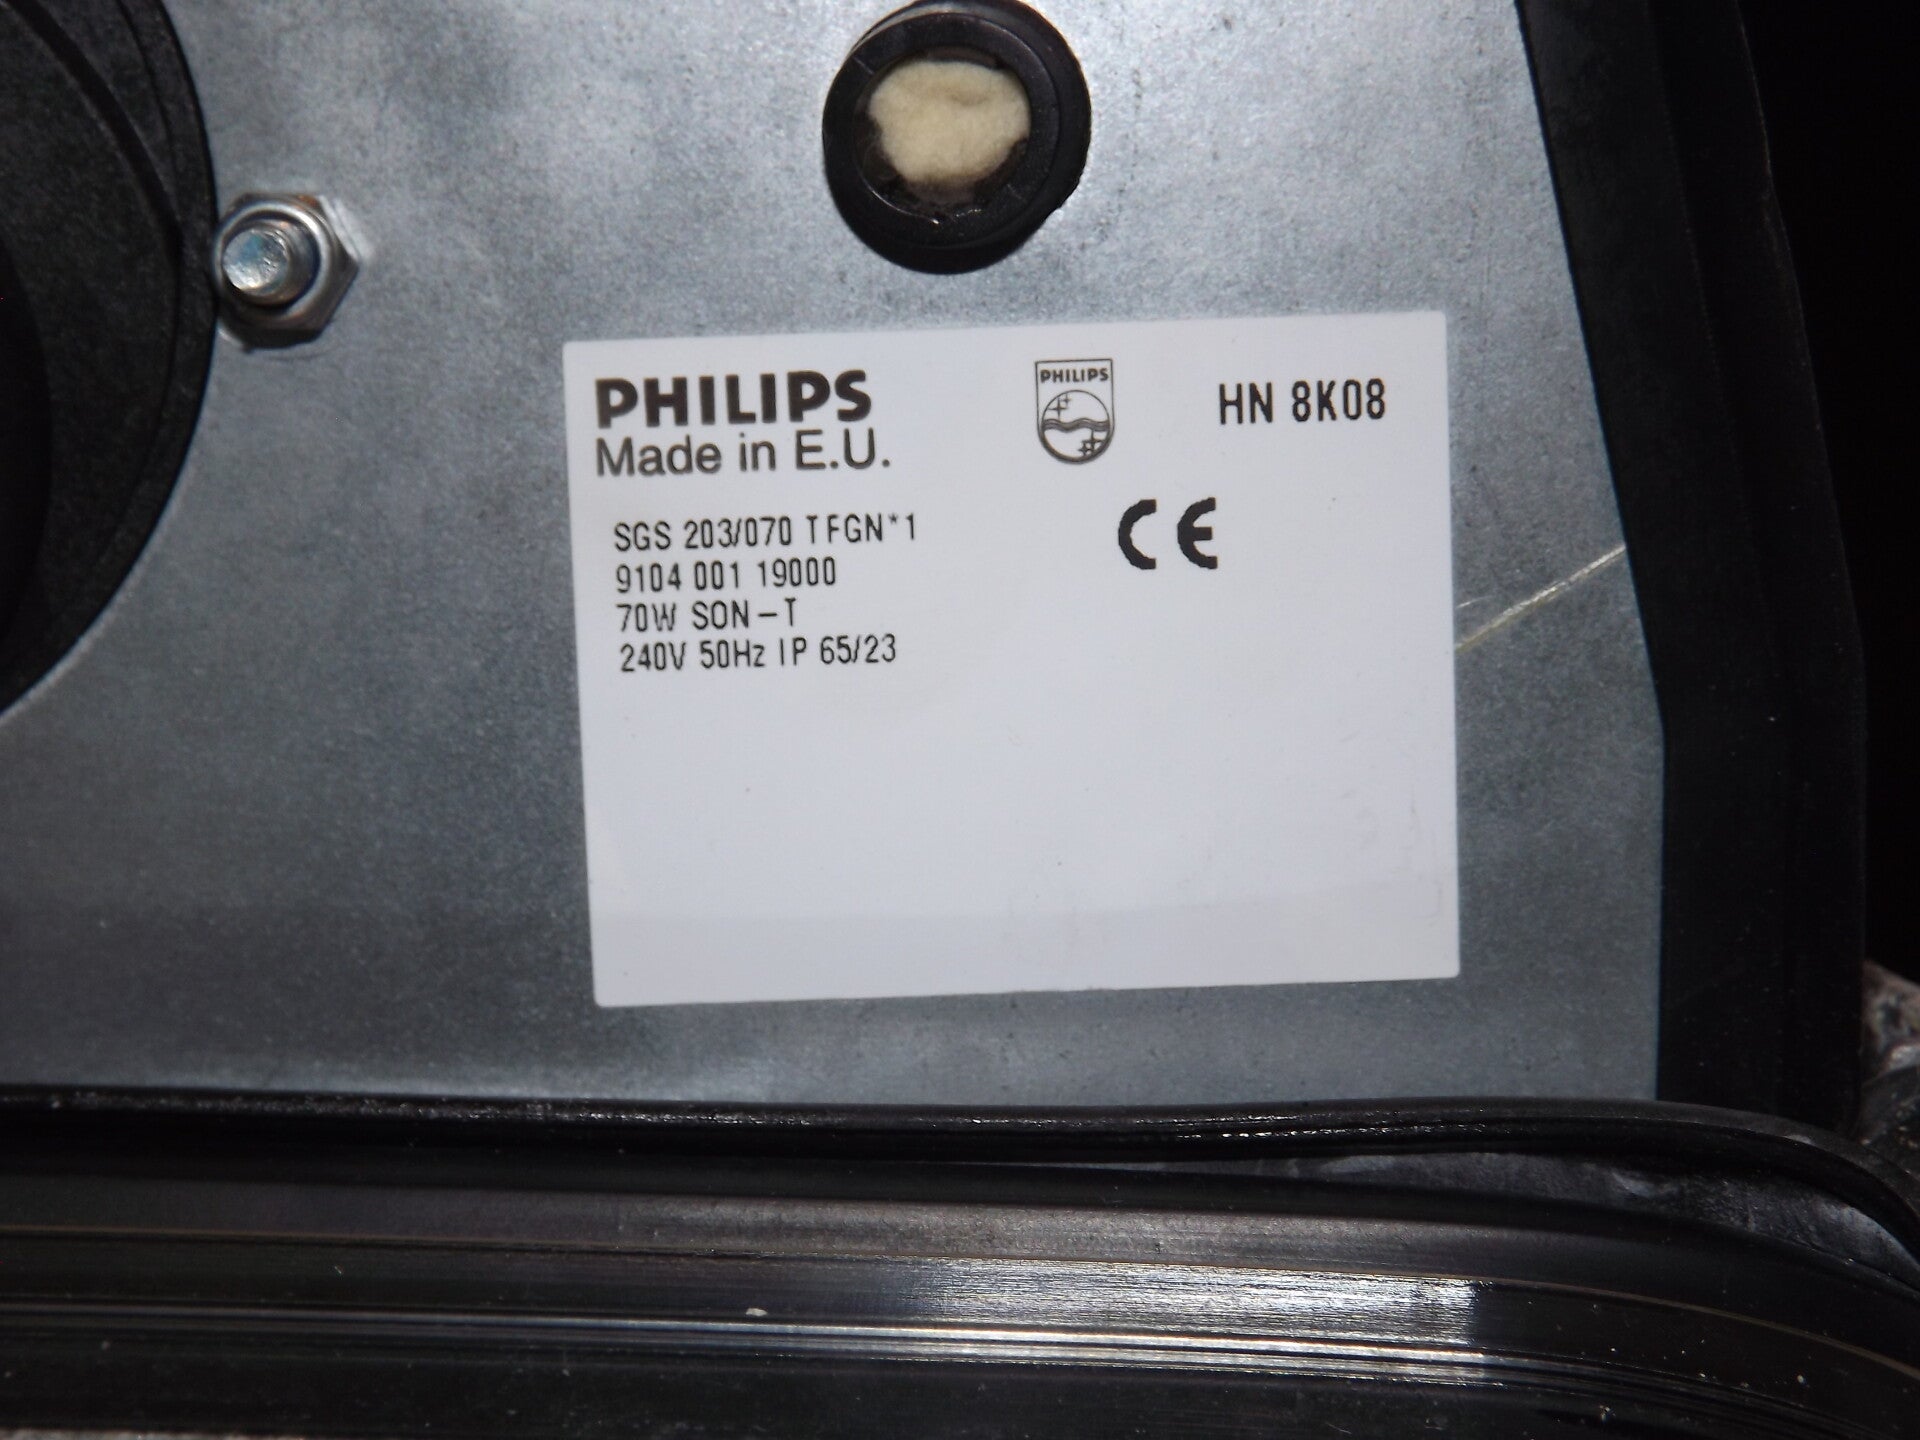 PHILIPS
Made in E.U.
PHILIPS
HN 8K08
CE
SGS 203/070 TFGN*1
9104 001 19000
70W SON-T
240V 50Hz IP 65/23